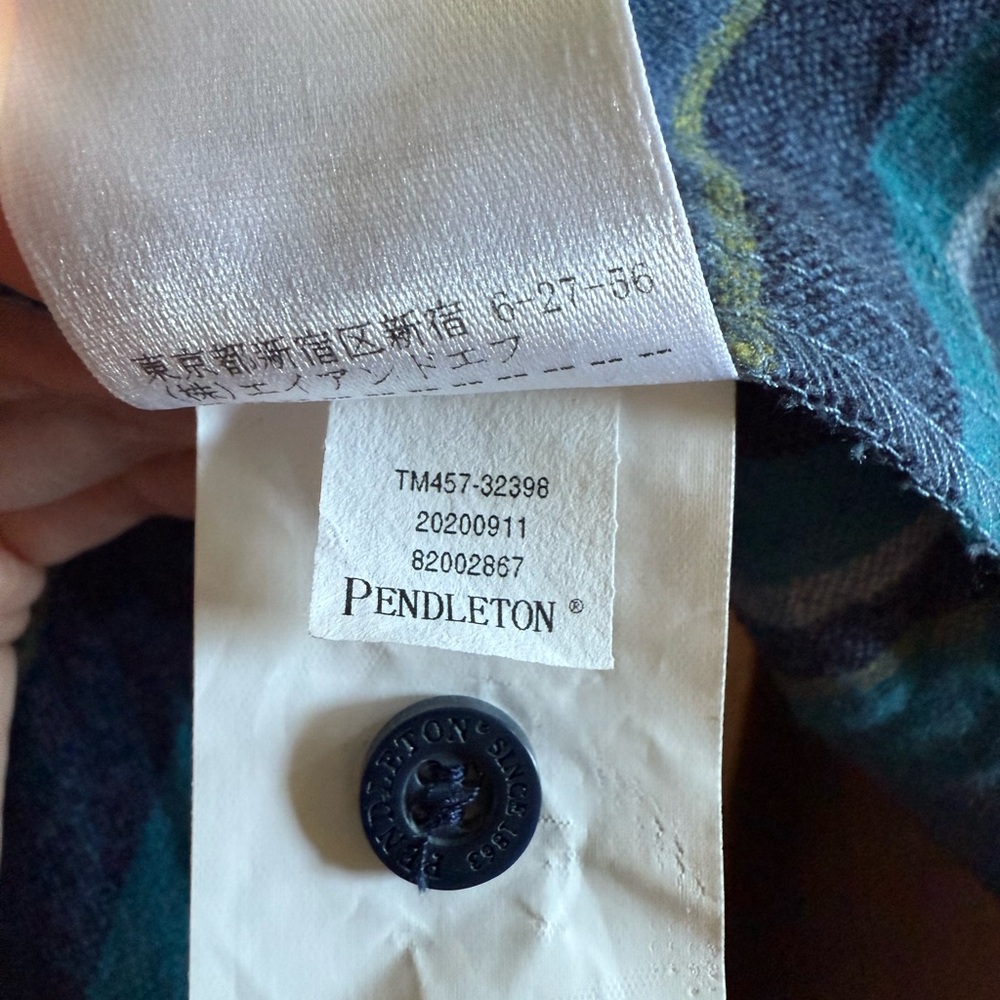 東京都新宿区新宿 6-27-56
(株)エイアンドエフ
TM457-32398
20200911
82002867
PENDLETON®
PENDLETON® SINCE 1863